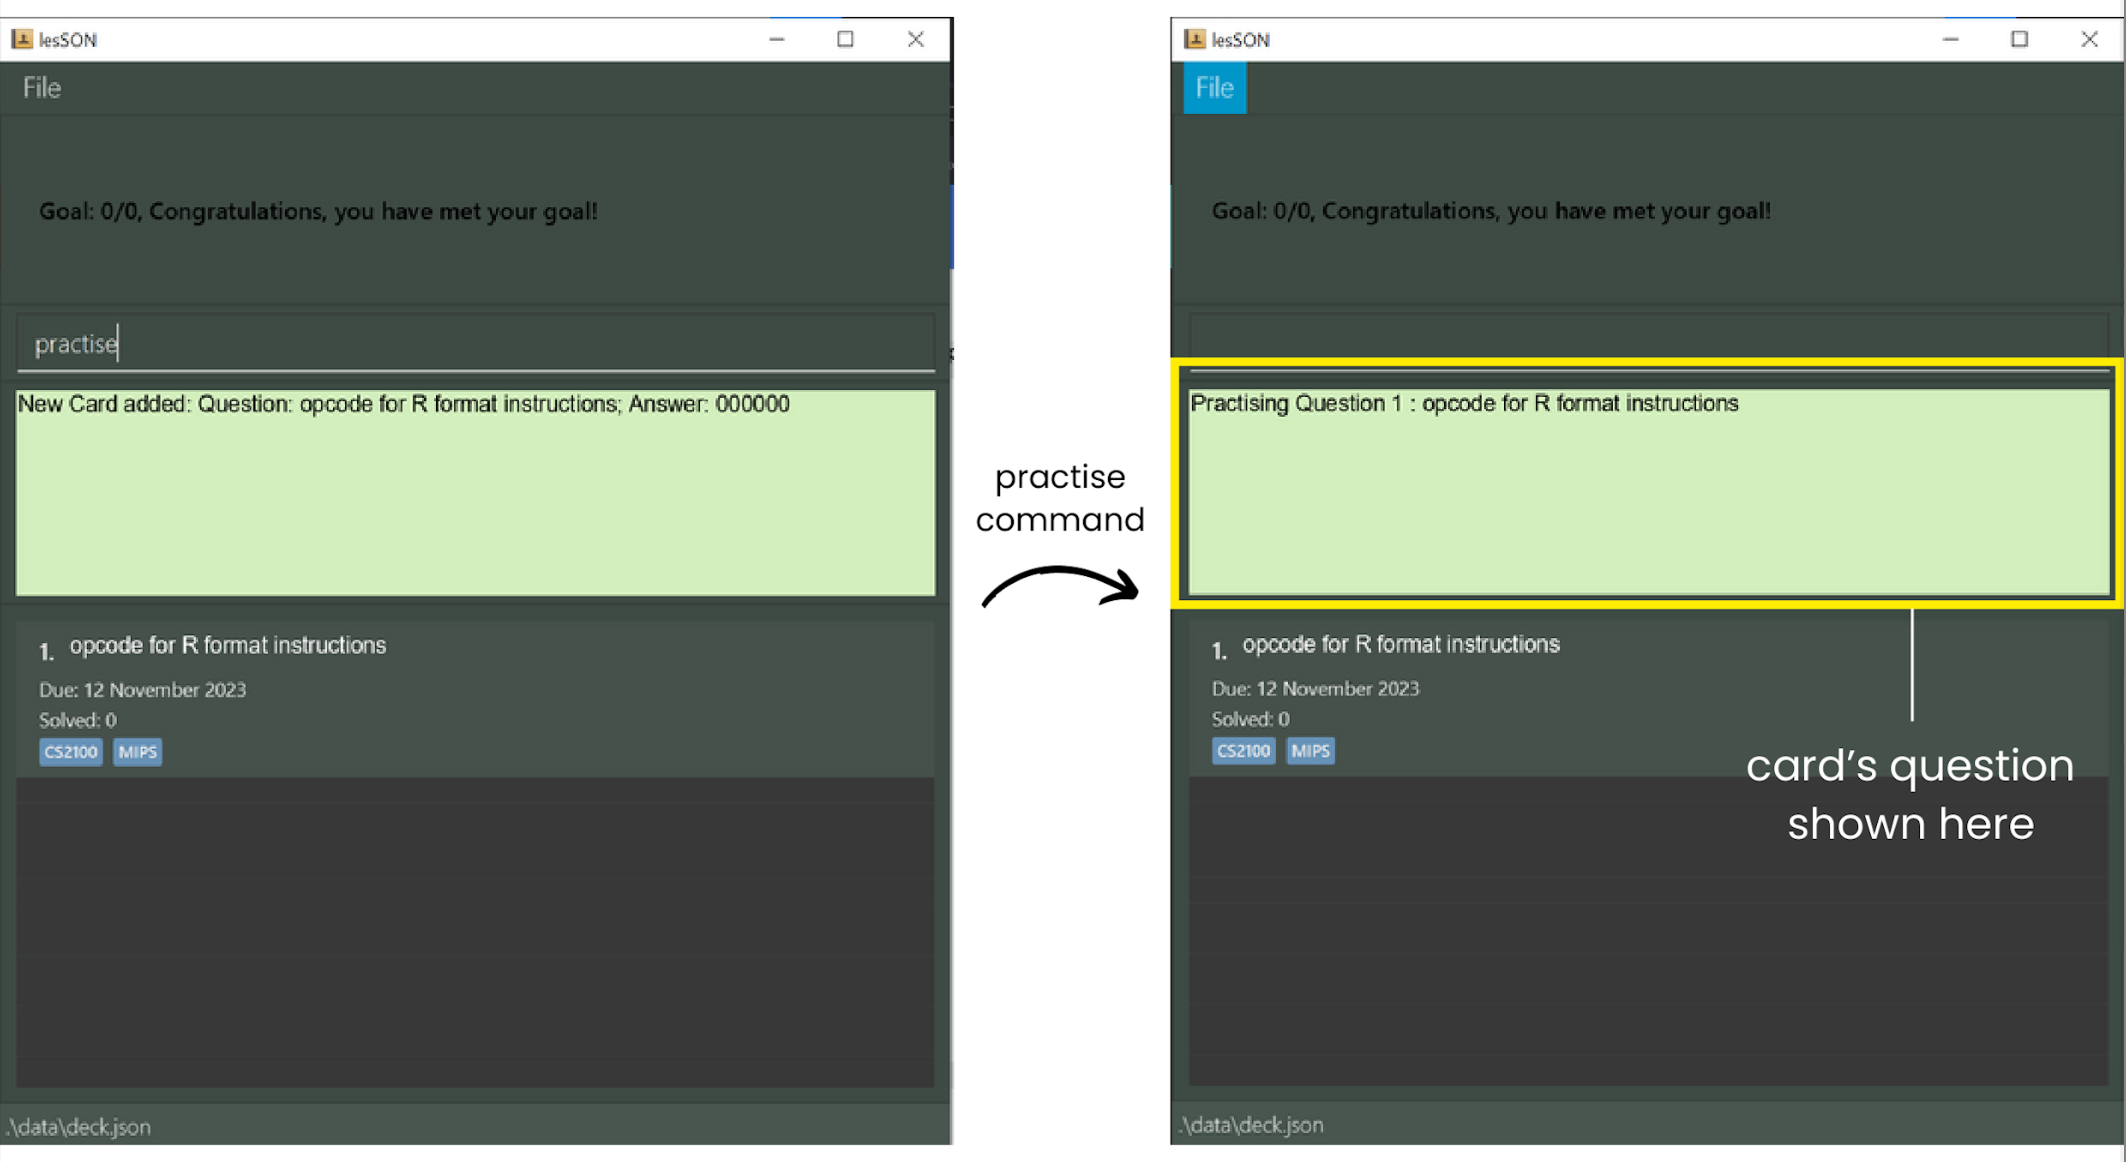 lesSON
File
Goal: 0/0, Congratulations, you have met your goal!
practise
New Card added: Question: opcode for R format instructions; Answer: 000000
1. opcode for R format instructions
Due: 12 November 2023
Solved: 0
CS2100 MIPS
.\data\deck.json
practise
command
lesSON
File
Goal: 0/0, Congratulations, you have met your goal!
Practising Question 1 : opcode for R format instructions
1. opcode for R format instructions
Due: 12 November 2023
Solved: 0
CS2100 MIPS
card’s question
shown here
.\data\deck.json